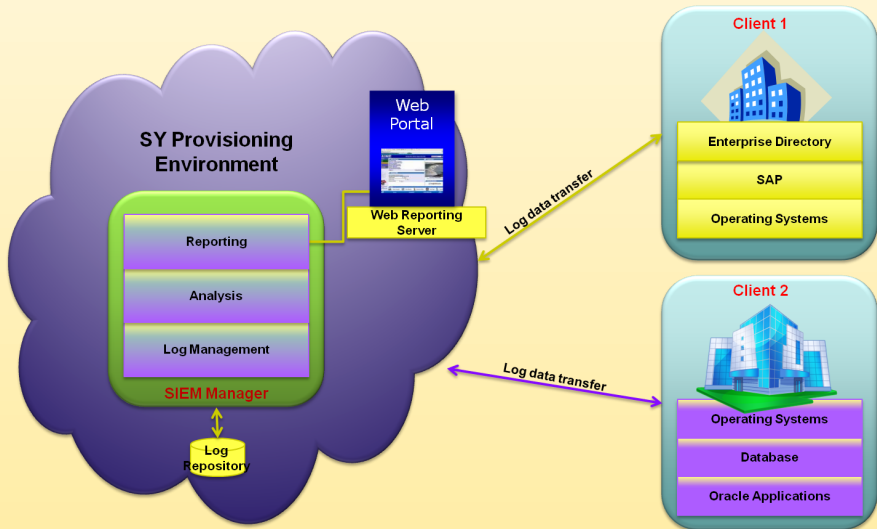 SY Provisioning
Environment
Web
Portal
Web Reporting
Server
Reporting
Analysis
Log Management
SIEM Manager
Log
Repository
Log data transfer
Log data transfer
Client 1
Enterprise Directory
SAP
Operating Systems
Client 2
Operating Systems
Database
Oracle Applications